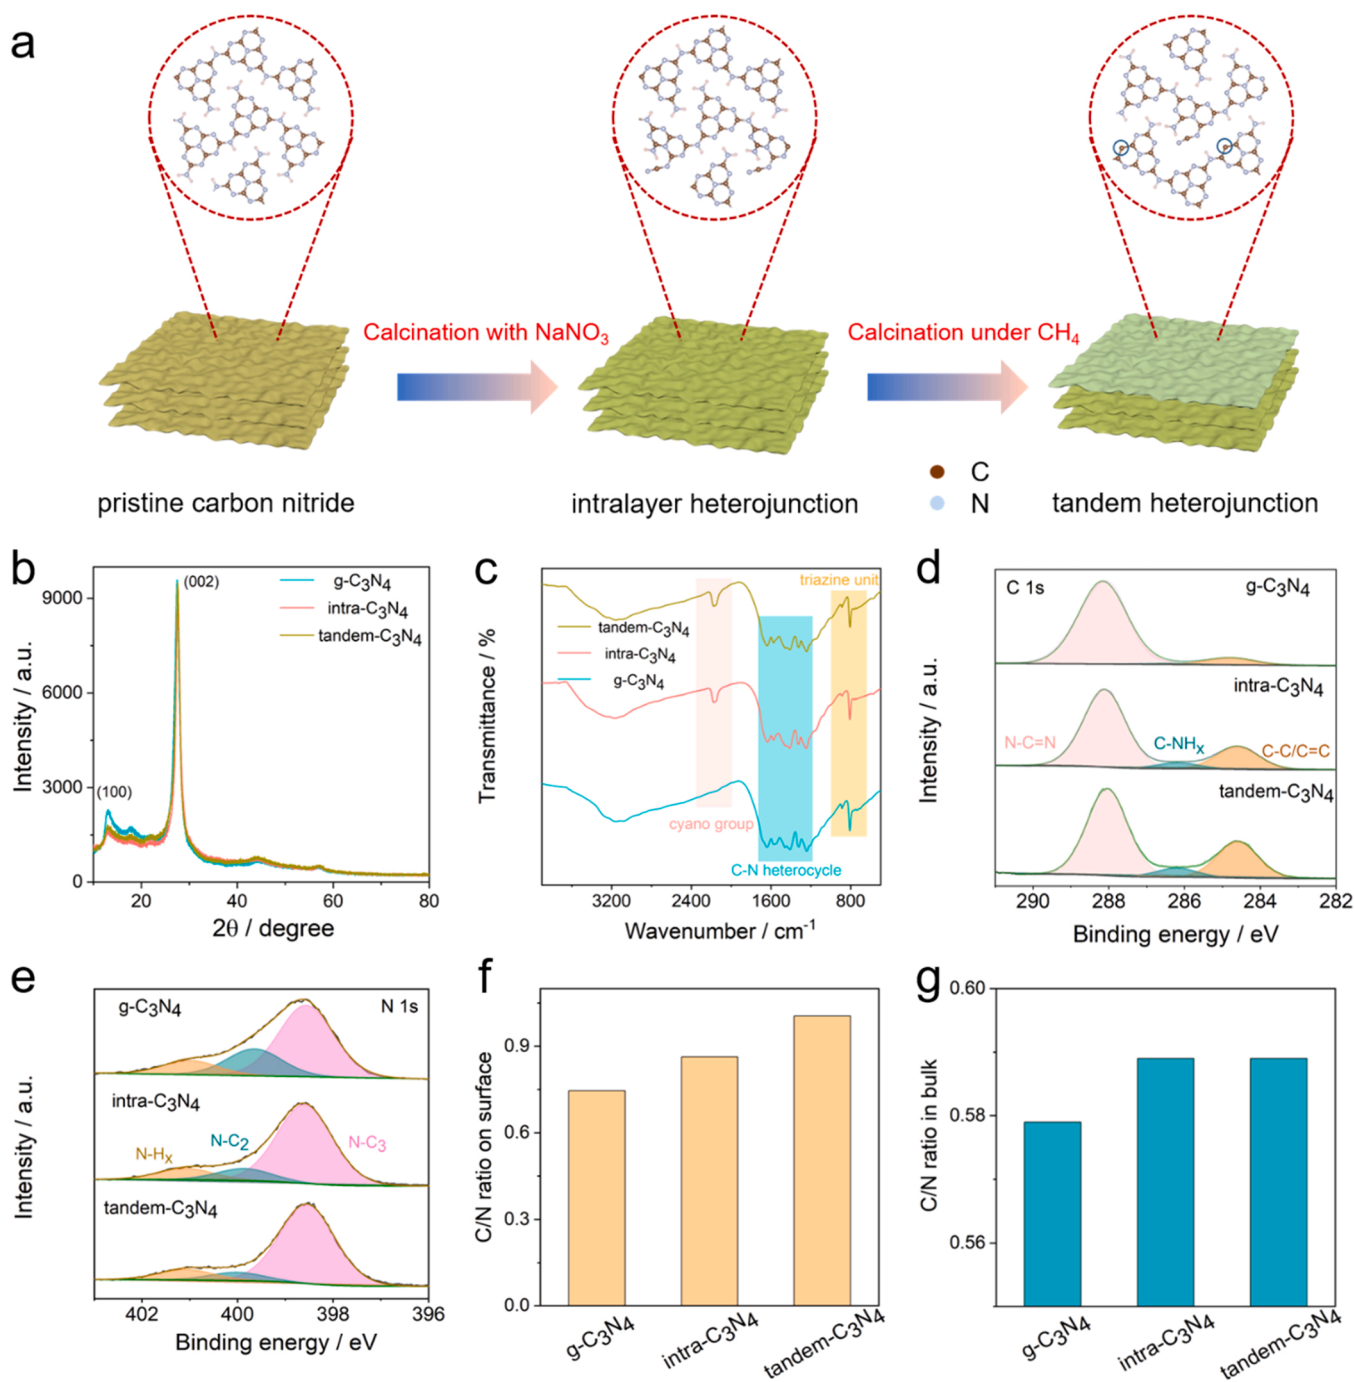 a
Calcination with NaNO₃
Calcination under CH₄
C
N
pristine carbon nitride
intralayer heterojunction
tandem heterojunction
b
Intensity / a.u.
9000
6000
3000
0
(002)
(100)
g-C₃N₄
intra-C₃N₄
tandem-C₃N₄
20
40
60
80
2θ / degree
c
Transmittance / %
triazine unit
tandem-C₃N₄
intra-C₃N₄
g-C₃N₄
cyano group
C-N heterocycle
3200
2400
1600
800
Wavenumber / cm⁻¹
d
Intensity / a.u.
C 1s
g-C₃N₄
intra-C₃N₄
N-C=N
C-NHₓ
C-C/C=C
tandem-C₃N₄
290
288
286
284
282
Binding energy / eV
e
Intensity / a.u.
g-C₃N₄
N 1s
intra-C₃N₄
N-Hₓ
N-C₂
N-C₃
tandem-C₃N₄
402
400
398
396
Binding energy / eV
f
C/N ratio on surface
0.9
0.6
0.3
0.0
g-C₃N₄
intra-C₃N₄
tandem-C₃N₄
g
C/N ratio in bulk
0.60
0.58
0.56
g-C₃N₄
intra-C₃N₄
tandem-C₃N₄